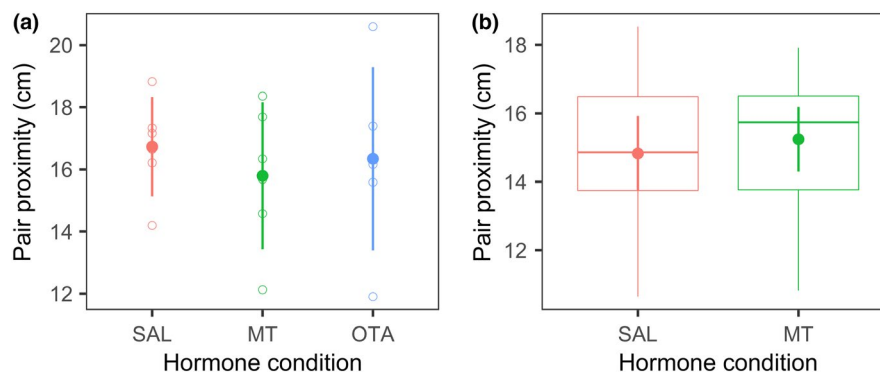 (a)
Pair proximity (cm)
20
18
16
14
12
SAL MT OTA
Hormone condition
(b)
Pair proximity (cm)
18
16
14
12
SAL MT
Hormone condition